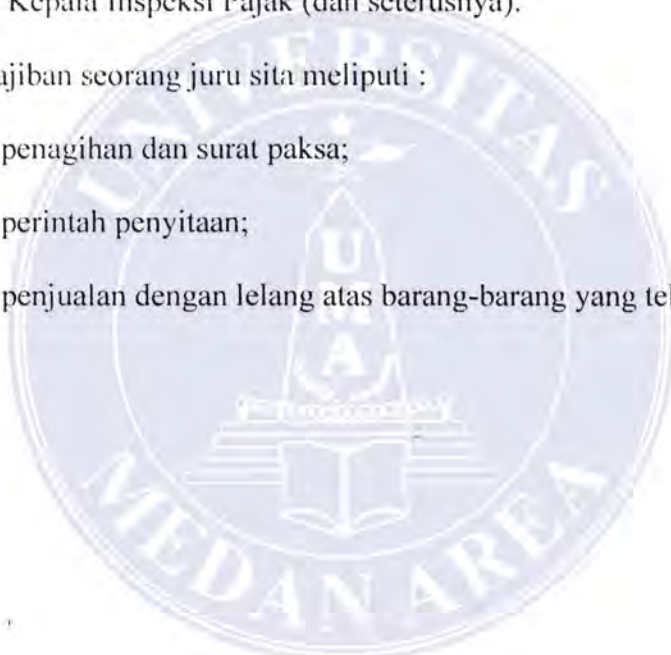 Kepala Inspeksi Pajak (dan seterusnya).
ajiban seorang juru sita meliputi :
penagihan dan surat paksa;
perintah penyitaan;
penjualan dengan lelang atas barang-barang yang tel
UNIVERSITAS
UMA
MEDAN AREA